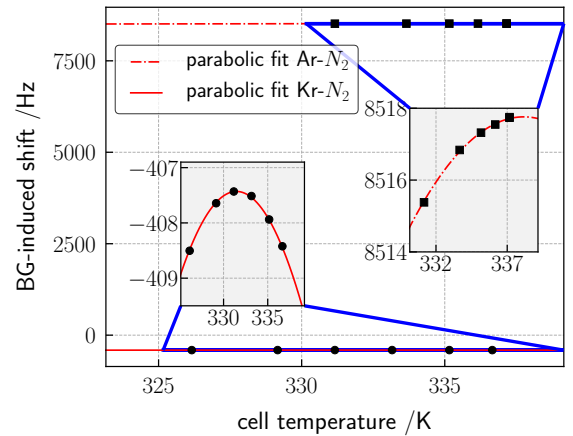 BG-induced shift /Hz
7500
5000
2500
0
parabolic fit Ar-N₂
parabolic fit Kr-N₂
8518
8516
8514
332 337
−407
−408
−409
330 335
325 330 335
cell temperature /K